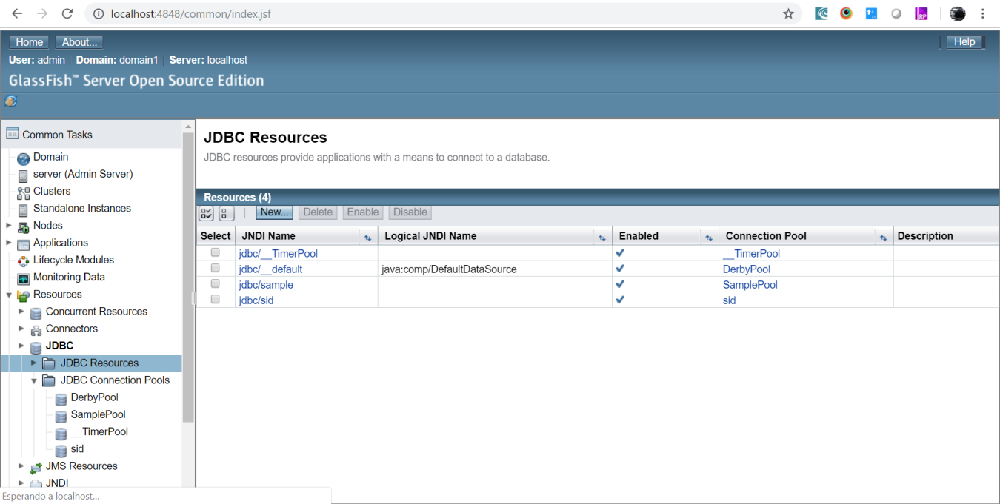 localhost:4848/common/index.jsf
RP
Home About... Help
User: admin Domain: domain1 Server: localhost
GlassFish™ Server Open Source Edition
Common Tasks
Domain
server (Admin Server)
Clusters
Standalone Instances
Nodes
Applications
Lifecycle Modules
Monitoring Data
Resources
Concurrent Resources
Connectors
JDBC
JDBC Resources
JDBC Connection Pools
DerbyPool
SamplePool
__TimerPool
sid
JMS Resources
JNDI
Esperando a localhost...
JDBC Resources
JDBC resources provide applications with a means to connect to a database.
Resources (4)
New... Delete Enable Disable
Select JNDI Name Logical JNDI Name Enabled Connection Pool Description
jdbc/__TimerPool __TimerPool
jdbc/__default java:comp/DefaultDataSource DerbyPool
jdbc/sample SamplePool
jdbc/sid sid